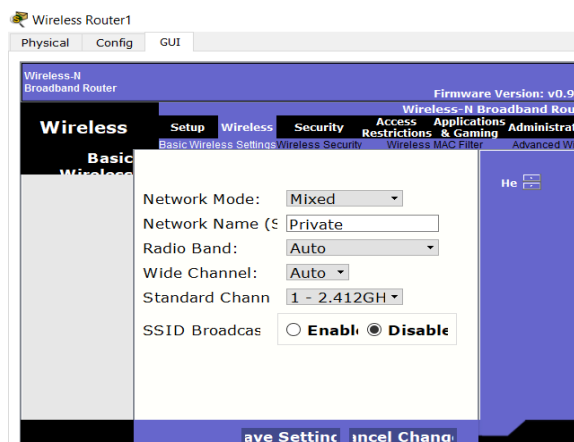 Wireless Router1
Physical Config GUI
Wireless-N
Broadband Router
Firmware Version: v0.9
Wireless-N Broadband Rou
Wireless
Setup Wireless Security Access Restrictions Applications & Gaming Administrat
Basic Wireless Settings Wireless Security Wireless MAC Filter Advanced Wi
Basic
Wireless
He
Network Mode: Mixed
Network Name (S Private
Radio Band: Auto
Wide Channel: Auto
Standard Chann 1 - 2.412GH
SSID Broadcas Enabl Disable
ave Setting ancel Chang